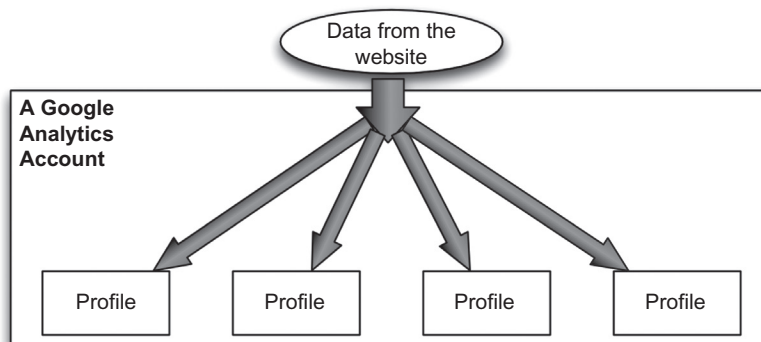 Data from the
website
A Google
Analytics
Account
Profile
Profile
Profile
Profile